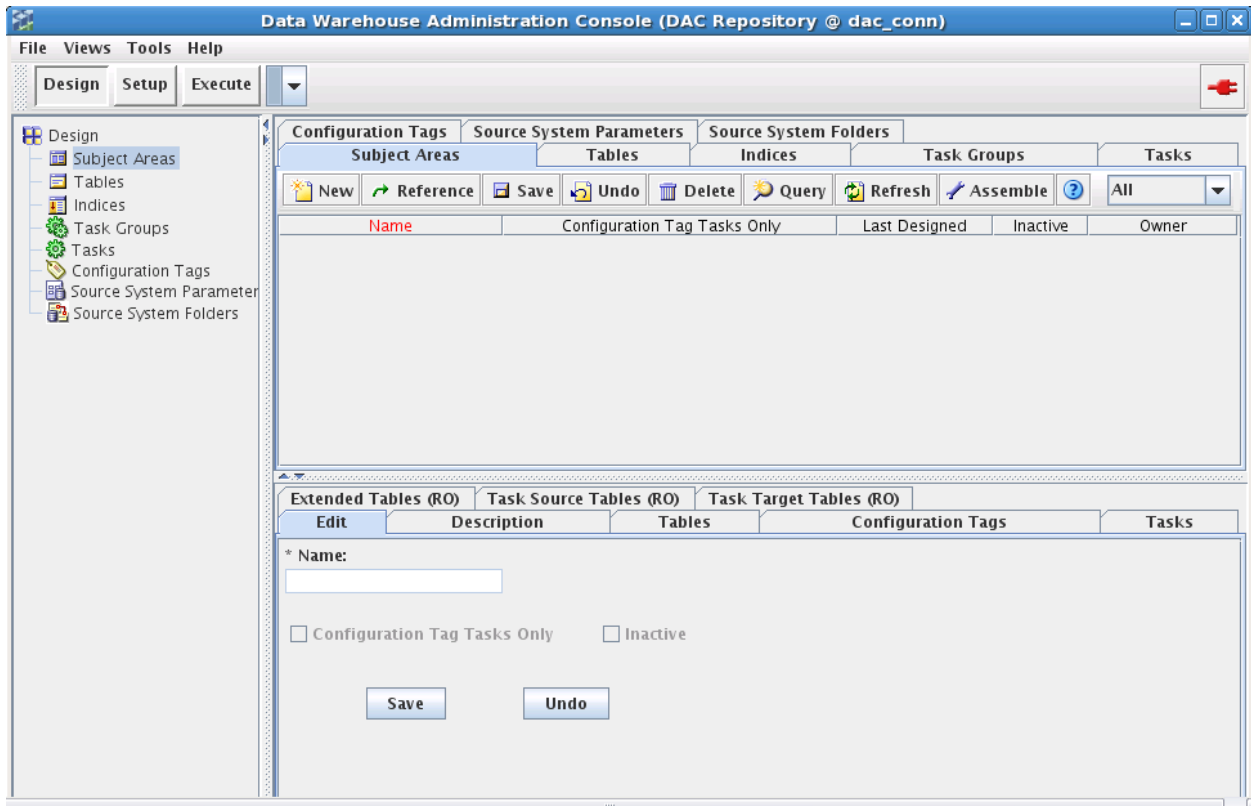 Data Warehouse Administration Console (DAC Repository @ dac_conn)
File Views Tools Help
Design Setup Execute
Design
Subject Areas
Tables
Indices
Task Groups
Tasks
Configuration Tags
Source System Parameter
Source System Folders
Configuration Tags Source System Parameters Source System Folders
Subject Areas Tables Indices Task Groups Tasks
New Reference Save Undo Delete Query Refresh Assemble ? All
Name Configuration Tag Tasks Only Last Designed Inactive Owner
Extended Tables (RO) Task Source Tables (RO) Task Target Tables (RO)
Edit Description Tables Configuration Tags Tasks
* Name:
Configuration Tag Tasks Only Inactive
Save Undo